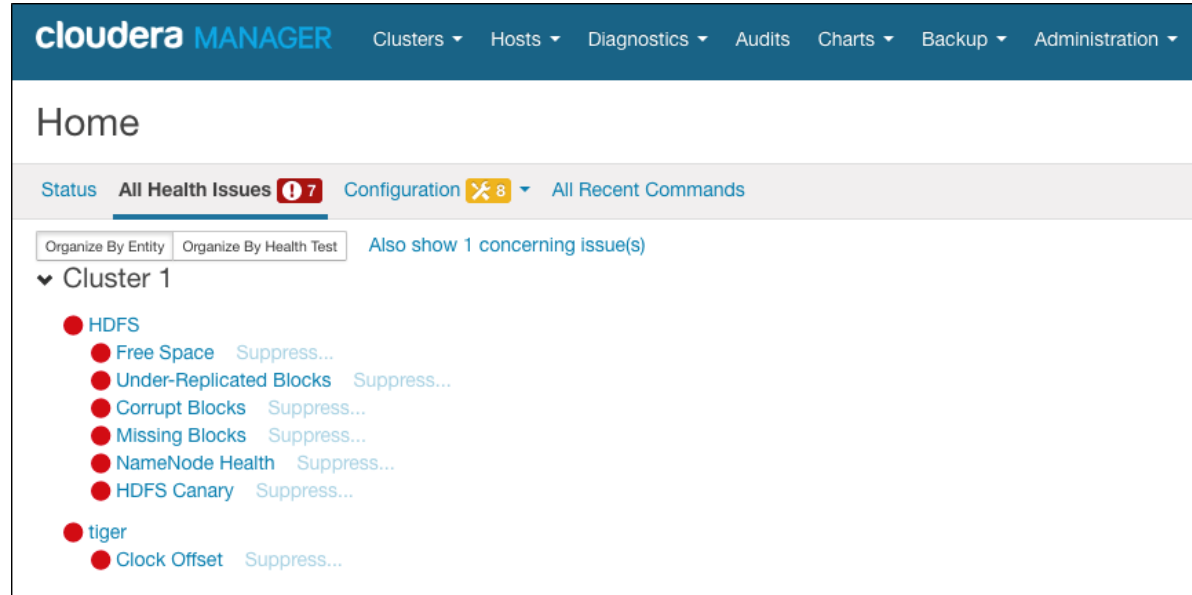 cloudera MANAGER Clusters Hosts Diagnostics Audits Charts Backup Administration
Home
Status All Health Issues 7 Configuration 8 All Recent Commands
Organize By Entity Organize By Health Test Also show 1 concerning issue(s)
Cluster 1
HDFS
Free Space Suppress...
Under-Replicated Blocks Suppress...
Corrupt Blocks Suppress...
Missing Blocks Suppress...
NameNode Health Suppress...
HDFS Canary Suppress...
tiger
Clock Offset Suppress...